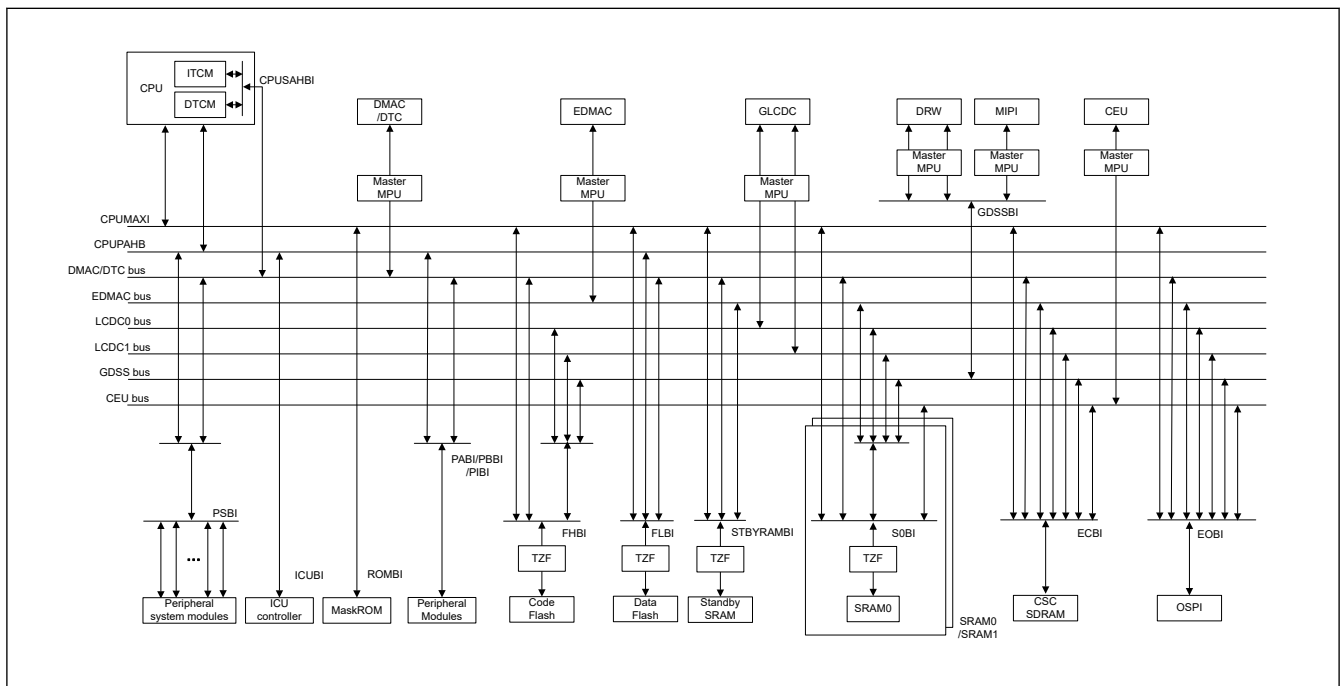 ITCM
CPU
CPUSAHBI
DTCM
DMAC
/DTC
EDMAC
GLCDC
DRW
MIPI
CEU
Master
MPU
Master
MPU
Master
MPU
Master
MPU
Master
MPU
Master
MPU
GDSSBI
CPUMAXI
CPUPAHB
DMAC/DTC bus
EDMAC bus
LCDC0 bus
LCDC1 bus
GDSS bus
CEU bus
PABI/PBBI
/PIBI
PSBI
FHBI
FLBI
STBYRAMBI
S0BI
ECBI
EOBI
...
TZF
TZF
TZF
TZF
ICUBI
ROMBI
Peripheral
system modules
ICU
controller
MaskROM
Peripheral
Modules
Code
Flash
Data
Flash
Standby
SRAM
SRAM0
SRAM0
/SRAM1
CSC
SDRAM
OSPI